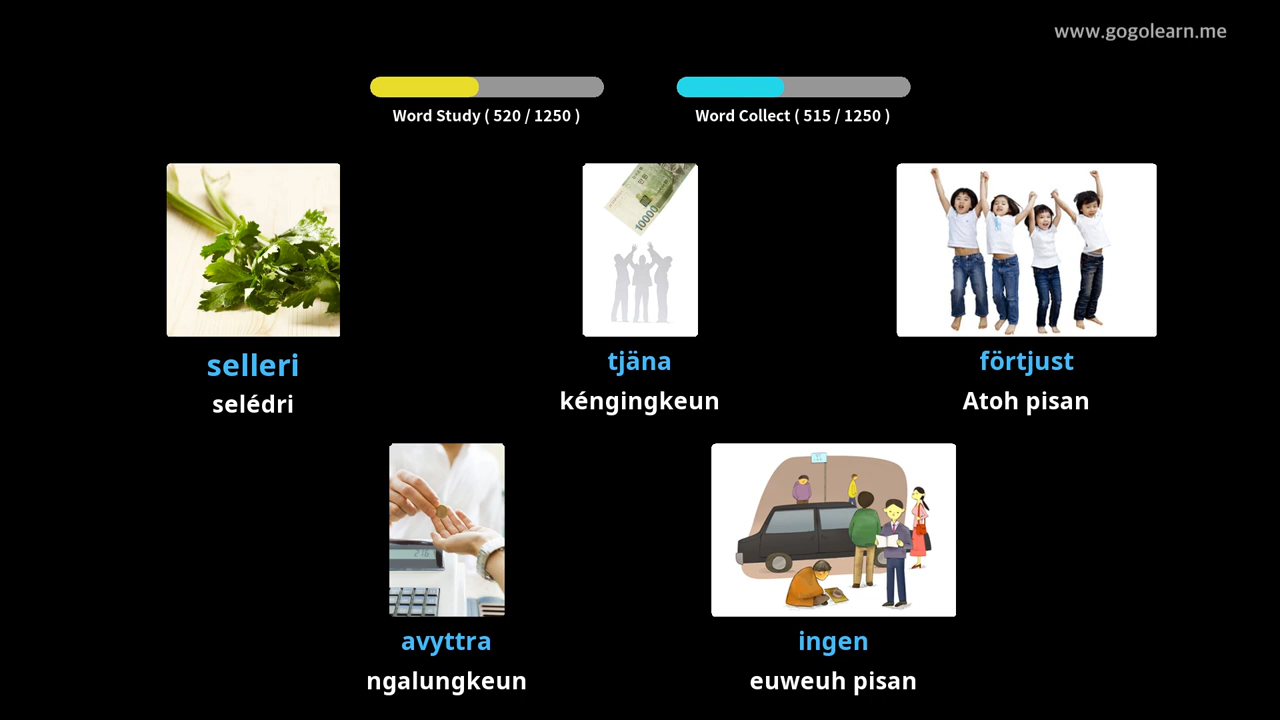 www.gogolearn.me
Word Study ( 520 / 1250 )
Word Collect ( 515 / 1250 )
10000
selleri
selédri
tjäna
kéngingkeun
förtjust
Atoh pisan
avyttra
ngalungkeun
ingen
euweuh pisan